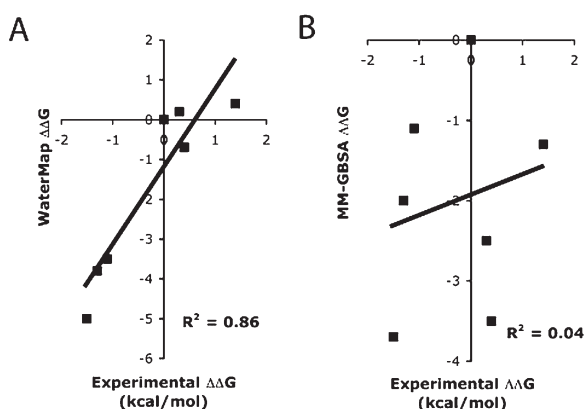 A
2
1
0
-2
-1
0
1
2
-1
-2
-3
-4
-5
-6
WaterMap ΔΔG
R² = 0.86
Experimental ΔΔG
(kcal/mol)
B
0
-2
-1
0
1
2
-1
-2
-3
-4
MM-GBSA ΔΔG
R² = 0.04
Experimental ΔΔG
(kcal/mol)